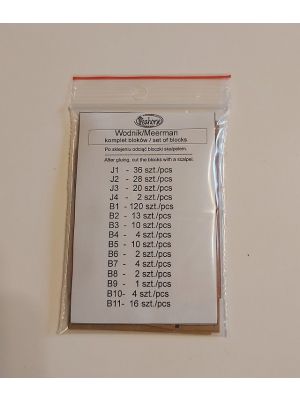 Wodnik/Meerman
komplet bloków / set of blocks
Po sklejeniu odciąć bloczki skalpelem.
After gluing, cut the blocks with a scalpel
J1 - 36 szt./pcs
J2 - 28 szt./pcs
J3 - 20 szt./pcs
J4 - 2 szt./pcs
B1 - 120 szt./pcs
B2 - 13 szt./pcs
B3 - 10 szt./pcs
B4 - 4 szt./pcs
B5 - 10 szt./pcs
B6 - 2 szt./pcs
B7 - 4 szt./pcs
B8 - 2 szt./pcs
B9 - 1 szt./pcs
B10- 4 szt./pcs
B11- 16 szt./pcs